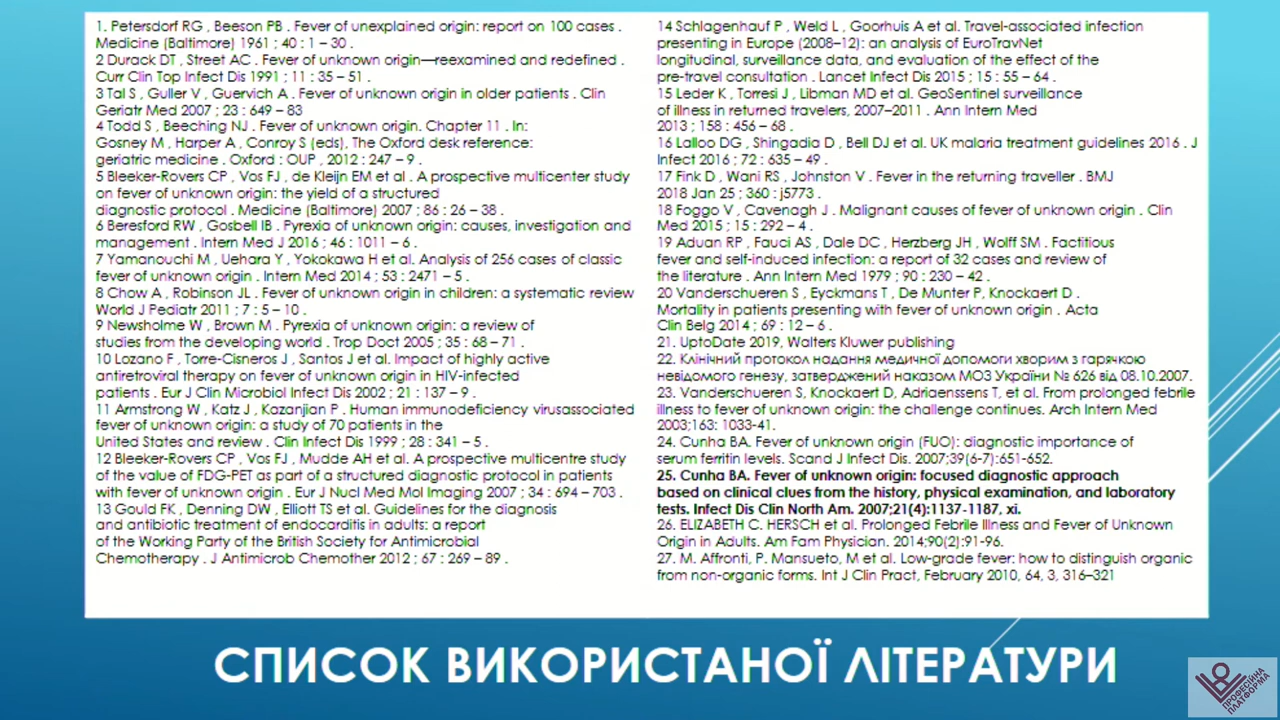 1. Petersdorf RG , Beeson PB . Fever of unexplained origin: report on 100 cases .
Medicine (Baltimore) 1961 ; 40 : 1 – 30 .
2 Durack DT , Street AC . Fever of unknown origin—reexamined and redefined .
Curr Clin Top Infect Dis 1991 ; 11 : 35 – 51 .
3 Tal S , Guller V , Guervich A . Fever of unknown origin in older patients . Clin
Geriatr Med 2007 ; 23 : 649 – 83
4 Todd S , Beeching NJ . Fever of unknown origin. Chapter 11 . In:
Gosney M , Harper A , Conroy S (eds), The Oxford desk reference:
geriatric medicine . Oxford : OUP , 2012 : 247 – 9 .
5 Bleeker-Rovers CP , Vos FJ , de Kleijn EM et al . A prospective multicenter study
on fever of unknown origin: the yield of a structured
diagnostic protocol . Medicine (Baltimore) 2007 ; 86 : 26 – 38 .
6 Beresford RW , Gosbell IB . Pyrexia of unknown origin: causes, investigation and
management . Intern Med J 2016 ; 46 : 1011 – 6 .
7 Yamanouchi M , Uehara Y , Yokokawa H et al. Analysis of 256 cases of classic
fever of unknown origin . Intern Med 2014 ; 53 : 2471 – 5 .
8 Chow A , Robinson JL . Fever of unknown origin in children: a systematic review
World J Pediatr 2011 ; 7 : 5 – 10 .
9 Newsholme W , Brown M . Pyrexia of unknown origin: a review of
studies from the developing world . Trop Doct 2005 ; 35 : 68 – 71 .
10 Lozano F , Torre-Cisneros J , Santos J et al. Impact of highly active
antiretroviral therapy on fever of unknown origin in HIV-infected
patients . Eur J Clin Microbiol Infect Dis 2002 ; 21 : 137 – 9 .
11 Armstrong W , Katz J , Kazanjian P . Human immunodeficiency virusassociated
fever of unknown origin: a study of 70 patients in the
United States and review . Clin Infect Dis 1999 ; 28 : 341 – 5 .
12 Bleeker-Rovers CP , Vos FJ , Mudde AH et al. A prospective multicentre study
of the value of FDG-PET as part of a structured diagnostic protocol in patients
with fever of unknown origin . Eur J Nucl Med Mol Imaging 2007 ; 34 : 694 – 703 .
13 Gould FK , Denning DW , Elliott TS et al. Guidelines for the diagnosis
and antibiotic treatment of endocarditis in adults: a report
of the Working Party of the British Society for Antimicrobial
Chemotherapy . J Antimicrob Chemother 2012 ; 67 : 269 – 89 .
14 Schlagenhauf P , Weld L , Goorhuis A et al. Travel-associated infection
presenting in Europe (2008–12): an analysis of EuroTravNet
longitudinal, surveillance data, and evaluation of the effect of the
pre-travel consultation . Lancet Infect Dis 2015 ; 15 : 55 – 64 .
15 Leder K , Torresi J , Libman MD et al. GeoSentinel surveillance
of illness in returned travelers, 2007–2011 . Ann Intern Med
2013 ; 158 : 456 – 68 .
16 Lalloo DG , Shingadia D , Bell DJ et al. UK malaria treatment guidelines 2016 . J
Infect 2016 ; 72 : 635 – 49 .
17 Fink D , Wani RS , Johnston V . Fever in the returning traveller . BMJ
2018 Jan 25 ; 360 : j5773 .
18 Foggo V , Cavenagh J . Malignant causes of fever of unknown origin . Clin
Med 2015 ; 15 : 292 – 4 .
19 Aduan RP , Fauci AS , Dale DC , Herzberg JH , Wolff SM . Factitious
fever and self-induced infection: a report of 32 cases and review of
the literature . Ann Intern Med 1979 ; 90 : 230 – 42 .
20 Vanderschueren S , Eyckmans T , De Munter P, Knockaert D .
Mortality in patients presenting with fever of unknown origin . Acta
Clin Belg 2014 ; 69 : 12 – 6 .
21. UptoDate 2019, Walters Kluwer publishing
22. Клінічний протокол надання медичної допомоги хворим з гарячкою
невідомого генезу, затверджений наказом МОЗ України № 626 від 08.10.2007.
23. Vanderschueren S, Knockaert D, Adriaenssens T, et al. From prolonged febrile
illness to fever of unknown origin: the challenge continues. Arch Intern Med
2003;163: 1033-41.
24. Cunha BA. Fever of unknown origin (FUO): diagnostic importance of
serum ferritin levels. Scand J Infect Dis. 2007;39(6-7):651-652.
25. Cunha BA. Fever of unknown origin: focused diagnostic approach
based on clinical clues from the history, physical examination, and laboratory
tests. Infect Dis Clin North Am. 2007;21(4):1137-1187, xi.
26. ELIZABETH C. HERSCH et al. Prolonged Febrile Illness and Fever of Unknown
Origin in Adults. Am Fam Physician. 2014;90(2):91-96.
27. M. Affronti, P. Mansueto, M et al. Low-grade fever: how to distinguish organic
from non-organic forms. Int J Clin Pract, February 2010, 64, 3, 316–321
СПИСОК ВИКОРИСТАНОЇ ЛІТЕРАТУРИ
ПРОФЕСІЙНА
ПЛАТФОРМА